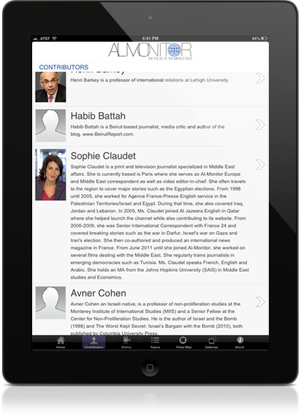 AT&T
4:41 PM
ALMONITOR
THE PULSE OF THE MIDDLE EAST
CONTRIBUTORS
Henri Barkey
Henri Barkey is a professor of international relations at Lehigh University.
Habib Battah
Habib Battah is a Beirut-based journalist, media critic and author of the
blog, www.BeirutReport.com.
Sophie Claudet
Sophie Claudet is a print and television journalist specialized in Middle East
affairs. She is currently based in Paris where she serves as Al-Monitor Europe
and Middle East correspondent as well as video editor-in-chief. She often travels
to the region to cover major stories such as the Egyptian elections. From 1998
until 2005, she worked for Agence France-Presse English service in the
Palestinian Territories/Israel and Egypt. During that time, she also covered Iraq,
Jordan and Lebanon. In 2005, Ms. Claudet joined Al Jazeera English in Qatar
where she helped launch the channel while also contributing to its website. From
2006-2009, she was Senior International Correspondent with France 24 and
covered breaking stories such as the war in Darfur, Israel's war on Gaza and
Iran's election. She then co-authored and produced an international news
magazine in France. From June 2011 until she joined Al-Monitor, she worked on
several films dealing with the Middle East. She regularly trains journalists in
emerging democracies such as Tunisia. Ms. Claudet speaks French, English and
Arabic. She holds an MA from the Johns Hopkins University (SAIS) in Middle East
studies and Economics.
Avner Cohen
Avner Cohen an Israeli native, is a professor of non-proliferation studies at the
Monterey Institute of International Studies (MIIS) and a Senior Fellow at the
Center for Non-Proliferation Studies. He is the author of Israel and the Bomb
(1998) and The Worst Kept Secret: Israel's Bargain with the Bomb (2010), both
published by Columbia University Press.
Home
Contributors
Videos
Topics
Pulse Map
Galleries
About